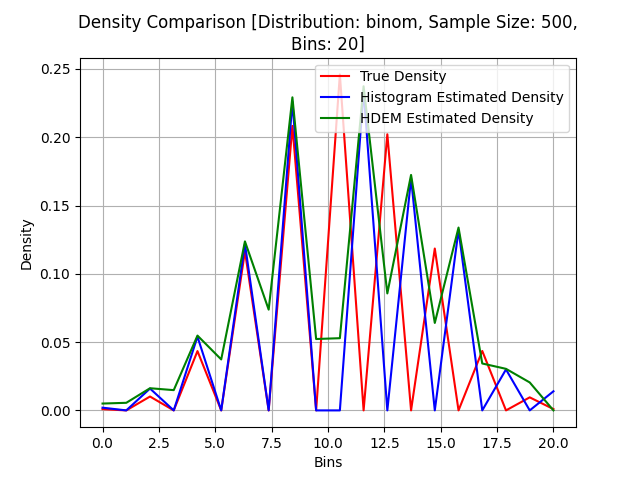 Density Comparison [Distribution: binom, Sample Size: 500,
Bins: 20]
True Density
Histogram Estimated Density
HDEM Estimated Density
Density
0.25
0.20
0.15
0.10
0.05
0.00
0.0 2.5 5.0 7.5 10.0 12.5 15.0 17.5 20.0
Bins